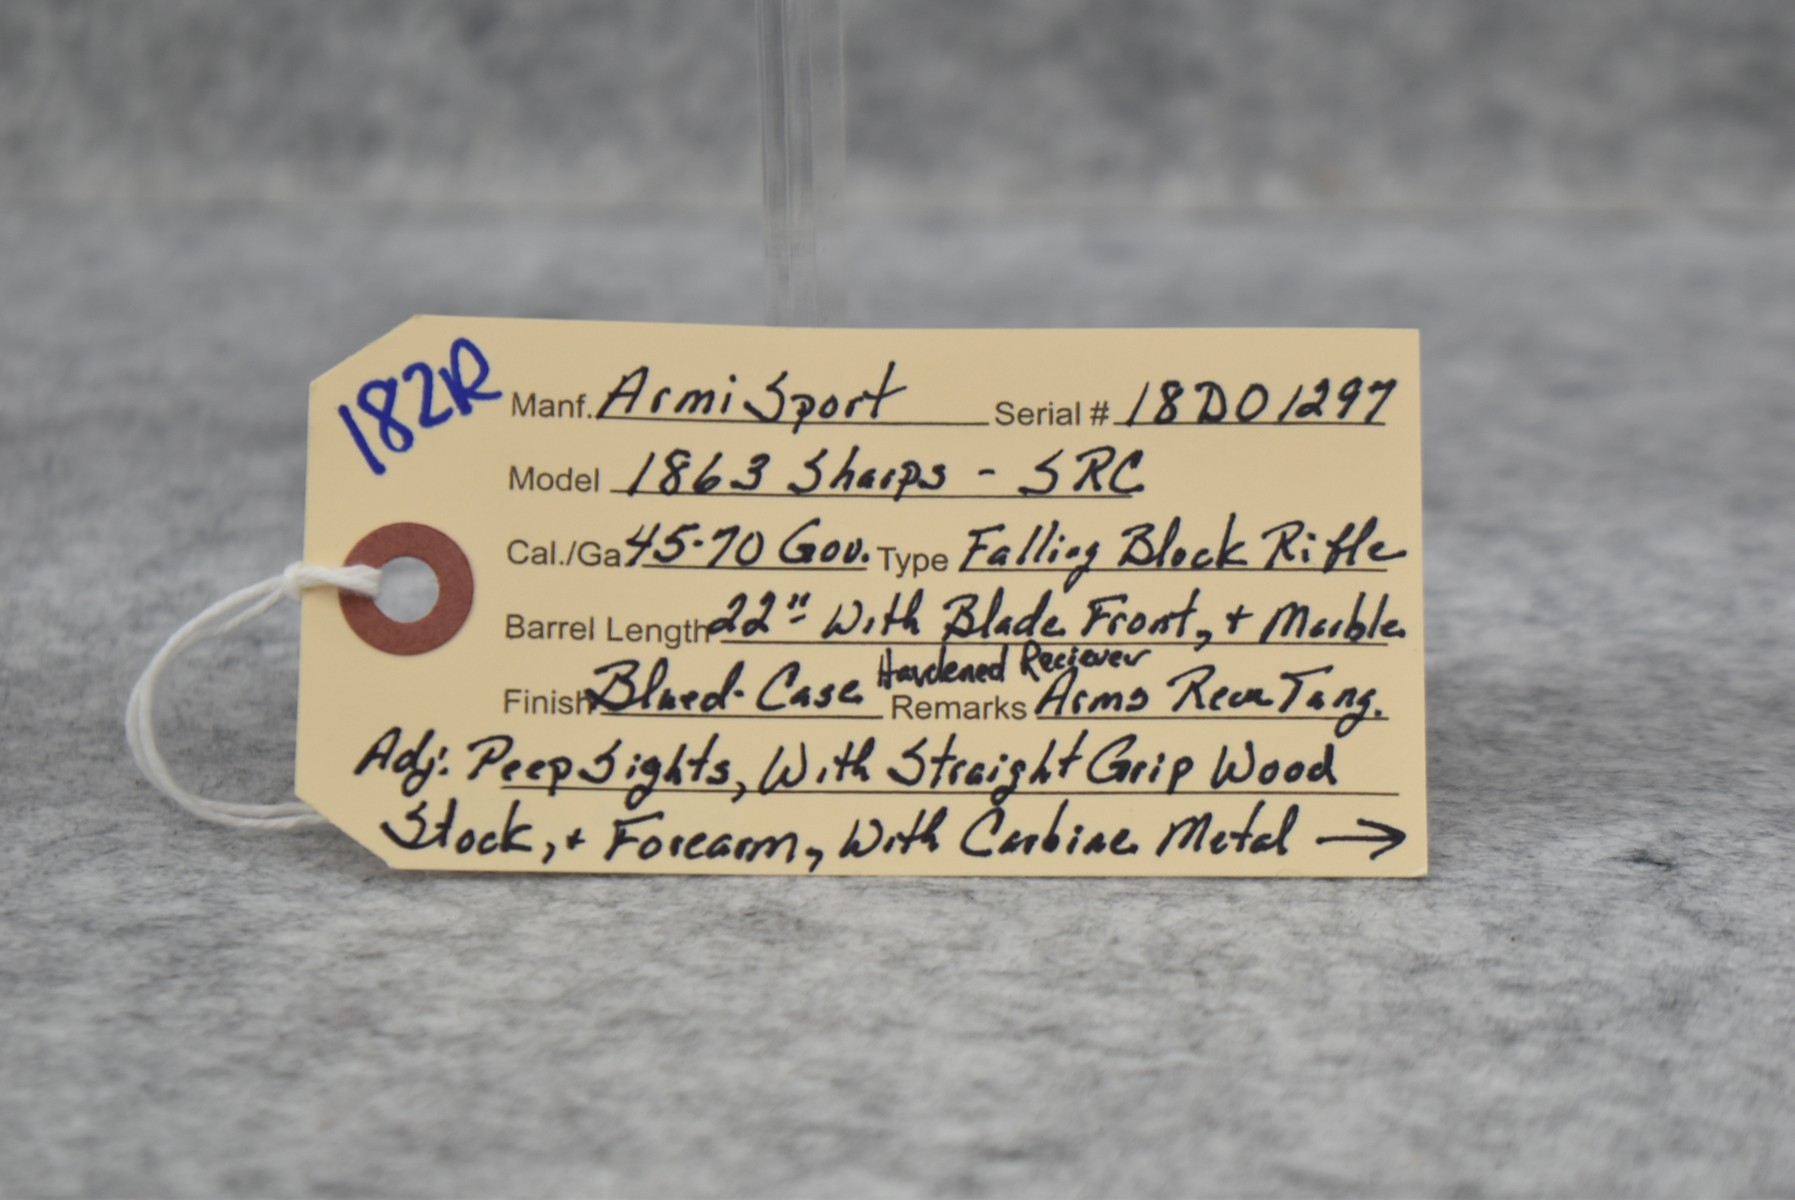 182R
Manf. Armi Sport Serial # 18D01297
Model 1863 Sharps - SRC
Cal./Ga 45-70 Gov. Type Falling Block Rifle
Barrel Length 22" With Blade Front, + Marble
Hardened Reciever
Finish Blued - Case Remarks Arms Rear Tang.
Adj. Peep Sights, With Straight Grip Wood
Stock, + Forearm, With Carbine Metal →